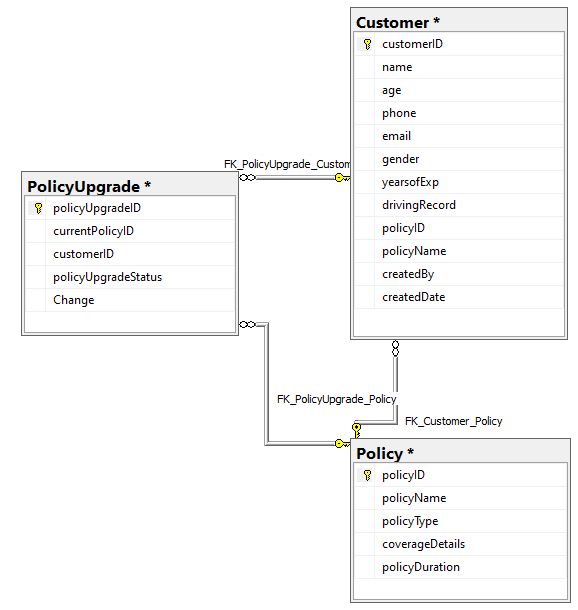 Customer *
customerID
name
age
phone
email
gender
yearsofExp
drivingRecord
policyID
policyName
createdBy
createdDate
FK_PolicyUpgrade_Custom
PolicyUpgrade *
policyUpgradeID
currentPolicyID
customerID
policyUpgradeStatus
Change
FK_PolicyUpgrade_Policy
FK_Customer_Policy
Policy *
policyID
policyName
policyType
coverageDetails
policyDuration